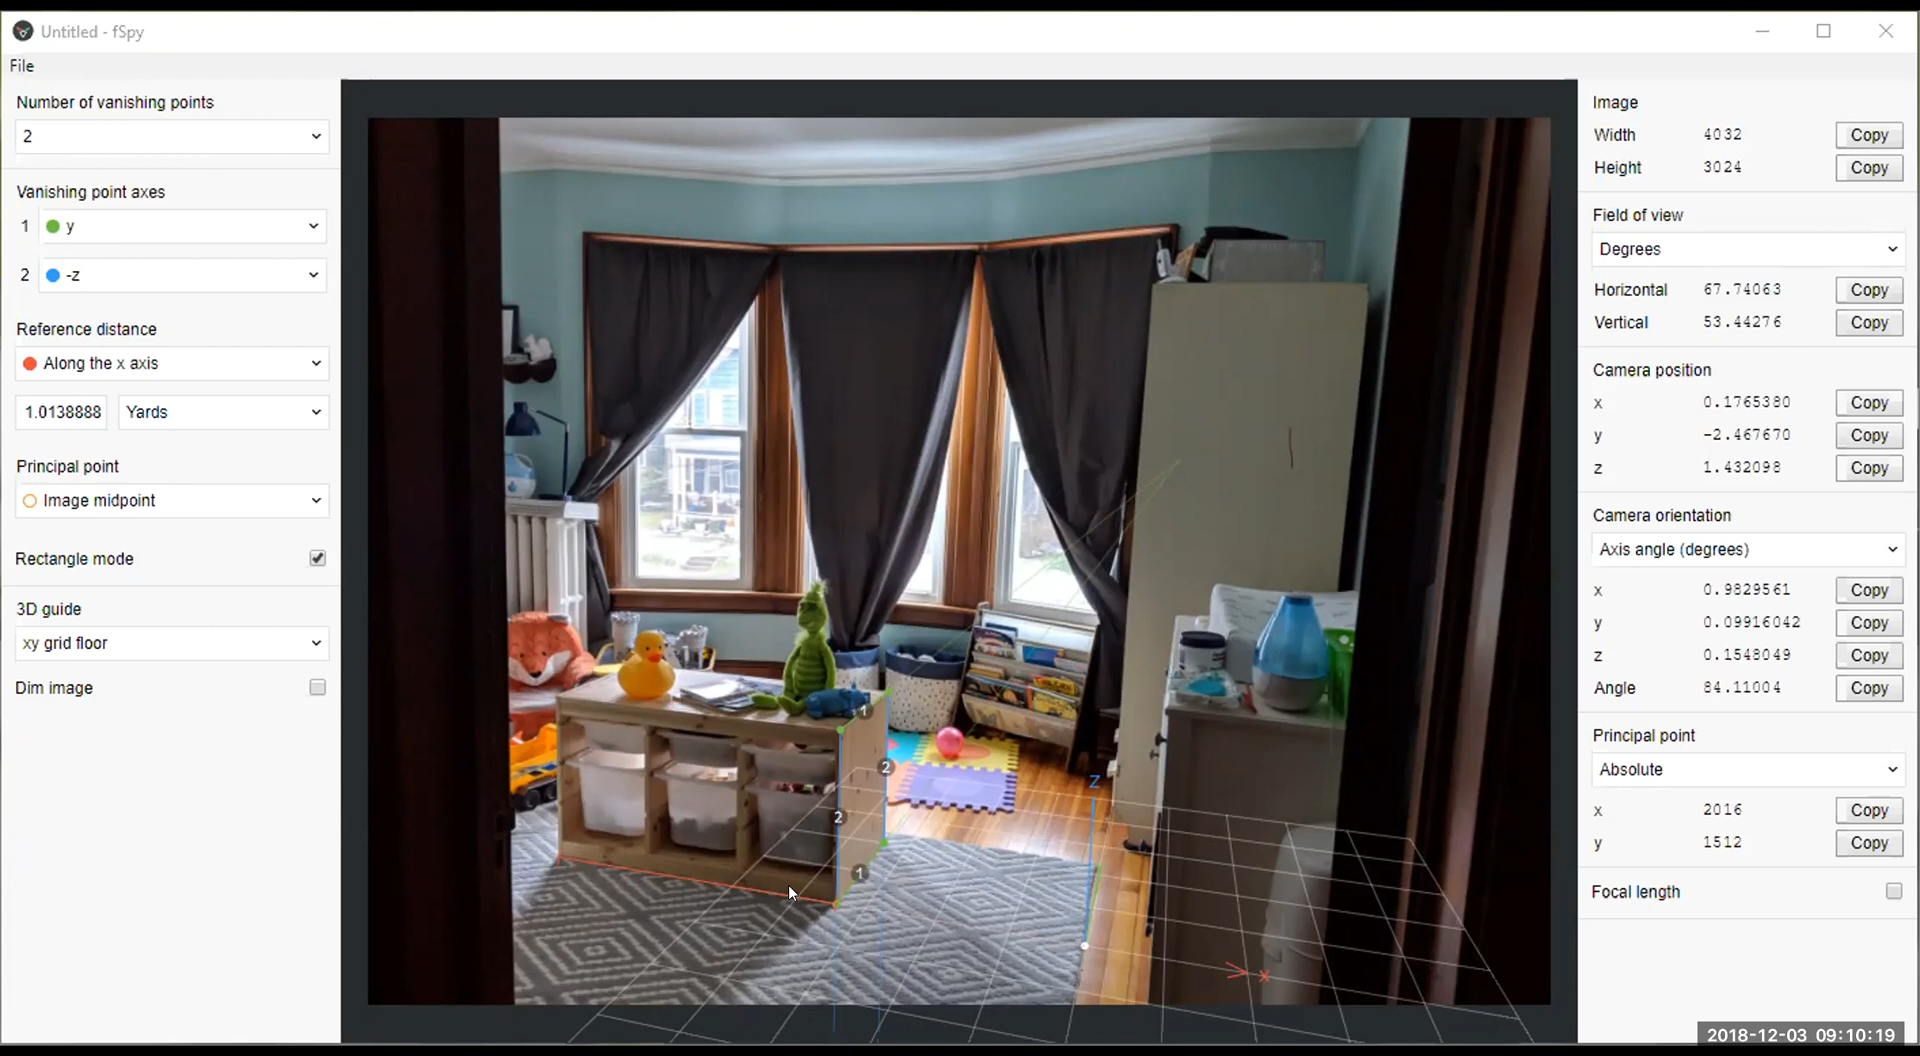 Untitled - fSpy
File
Number of vanishing points
2
Vanishing point axes
1 y
2 -z
Reference distance
Along the x axis
1.0138888 Yards
Principal point
Image midpoint
Rectangle mode
3D guide
xy grid floor
Dim image
1
2
2
1
Z
x
Image
Width 4032 Copy
Height 3024 Copy
Field of view
Degrees
Horizontal 67.74063 Copy
Vertical 53.44276 Copy
Camera position
x 0.1765380 Copy
y -2.467670 Copy
z 1.432098 Copy
Camera orientation
Axis angle (degrees)
x 0.9829561 Copy
y 0.09916042 Copy
z 0.1548049 Copy
Angle 84.11004 Copy
Principal point
Absolute
x 2016 Copy
y 1512 Copy
Focal length
2018-12-03 09:10:19